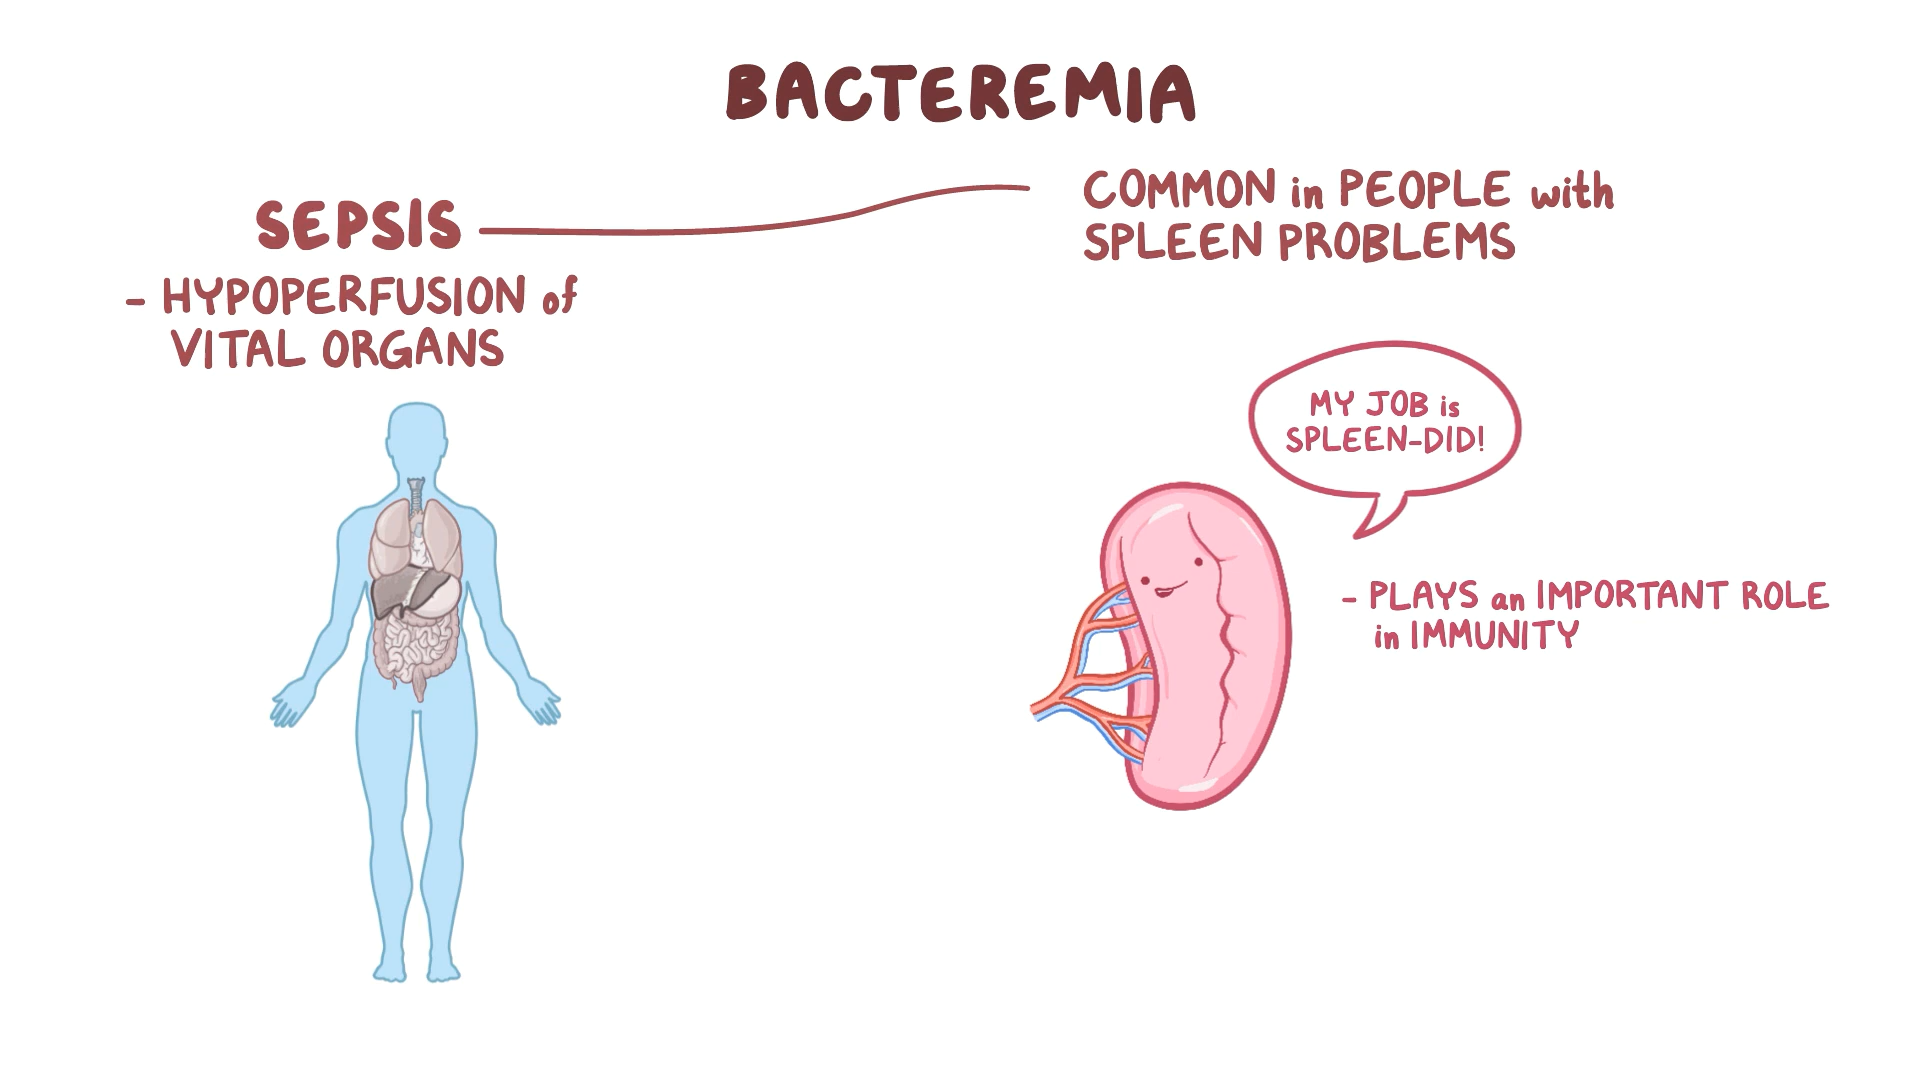 BACTEREMIA
SEPSIS
- HYPOPERFUSION of
VITAL ORGANS
COMMON in PEOPLE with
SPLEEN PROBLEMS
MY JOB is
SPLEEN-DID!
- PLAYS an IMPORTANT ROLE
in IMMUNITY